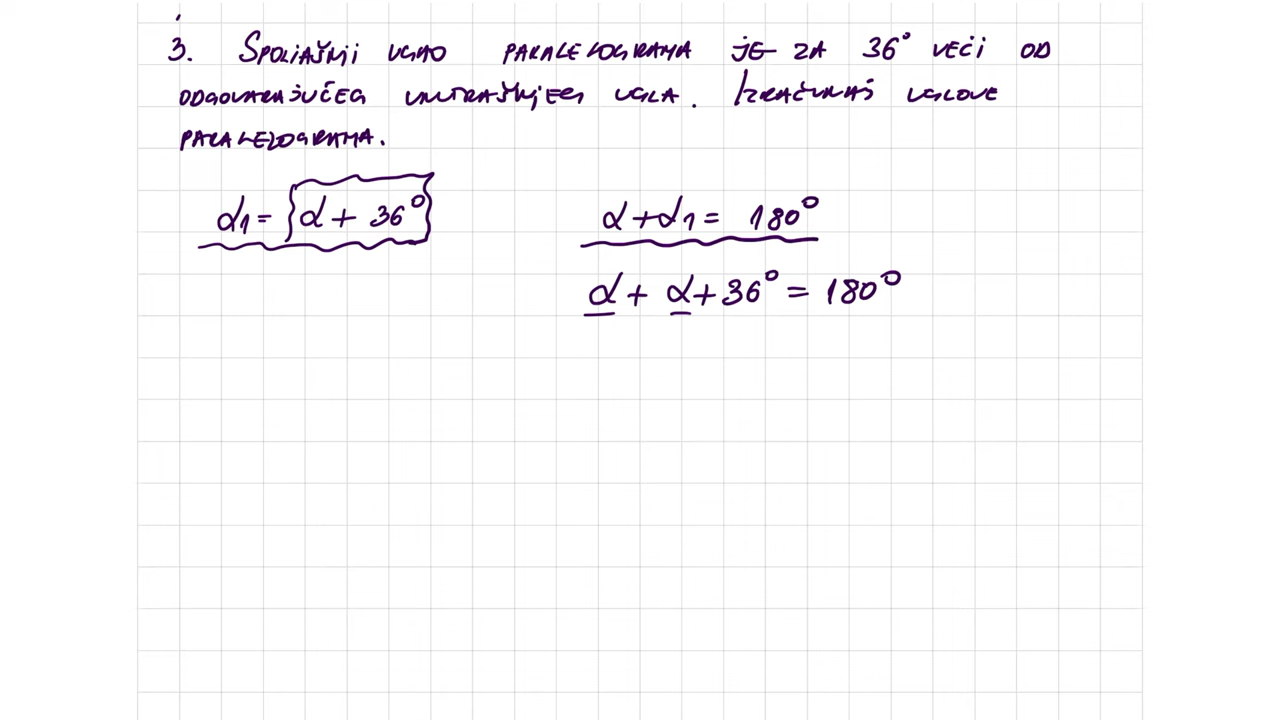 3. SPOLJAŠNJI UGAO PARALELOGRAMA JE ZA 36° VEĆI OD
ODGOVARAJUĆEG UNUTRAŠNJEG UGLA. IZRAČUNAŠ UGLOVE
PARALELOGRAMA.
α₁ = {α + 36°}
α + α₁ = 180°
α + α + 36° = 180°